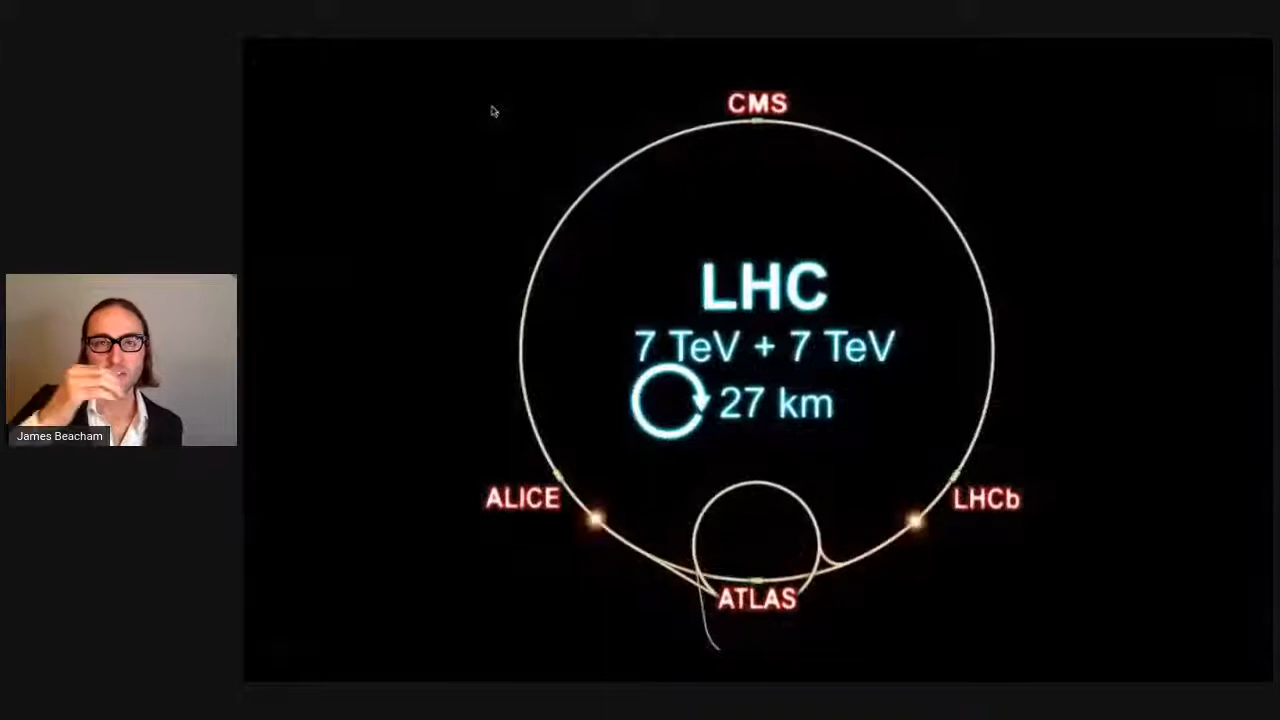 CMS
LHC
7 TeV + 7 TeV
27 km
ALICE
LHCb
ATLAS
James Beacham